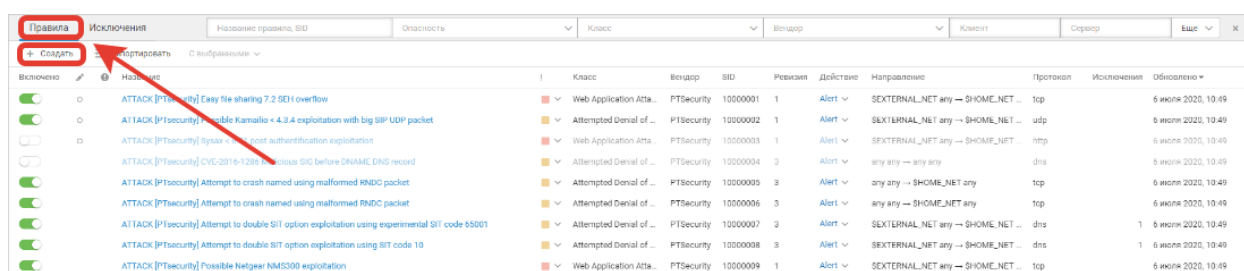 Правила Исключения Название правила, SID Опасность Класс Вендор Клиент Сервер Еще
+ Создать портировать С выбранными
Включено Название ! Класс Вендор SID Ревизия Действие Направление Протокол Исключения Обновлено
ATTACK [PTsecurity] Easy file sharing 7.2 SEH overflow Web Application Atta... PTSecurity 10000001 1 Alert $EXTERNAL_NET any → $HOME_NET ... tcp 6 июля 2020, 10:49
ATTACK [PTsecurity] Possible Kamailio < 4.3.4 exploitation with big SIP UDP packet Attempted Denial of ... PTSecurity 10000002 1 Alert $EXTERNAL_NET any → $HOME_NET ... udp 6 июля 2020, 10:49
ATTACK [PTsecurity] Sysax < post authentification exploitation Web Application Atta... PTSecurity 10000003 1 Alert $EXTERNAL_NET any → $HOME_NET ... http 6 июля 2020, 10:49
ATTACK [PTsecurity] CVE-2016-1286 Malicious SIG before DNAME DNS record Attempted Denial of ... PTSecurity 10000004 3 Alert any any → any any dns 6 июля 2020, 10:49
ATTACK [PTsecurity] Attempt to crash named using malformed RNDC packet Attempted Denial of ... PTSecurity 10000005 3 Alert any any → $HOME_NET any tcp 6 июля 2020, 10:49
ATTACK [PTsecurity] Attempt to crash named using malformed RNDC packet Attempted Denial of ... PTSecurity 10000006 3 Alert any any → $HOME_NET any tcp 6 июля 2020, 10:49
ATTACK [PTsecurity] Attempt to double SIT option exploitation using experimental SIT code 65001 Attempted Denial of ... PTSecurity 10000007 3 Alert $EXTERNAL_NET any → $HOME_NET ... dns 1 6 июля 2020, 10:49
ATTACK [PTsecurity] Attempt to double SIT option exploitation using SIT code 10 Attempted Denial of ... PTSecurity 10000008 3 Alert $EXTERNAL_NET any → $HOME_NET ... dns 1 6 июля 2020, 10:49
ATTACK [PTsecurity] Possible Netgear NMS300 exploitation Web Application Atta... PTSecurity 10000009 1 Alert $EXTERNAL_NET any → $HOME_NET ... tcp 6 июля 2020, 10:49